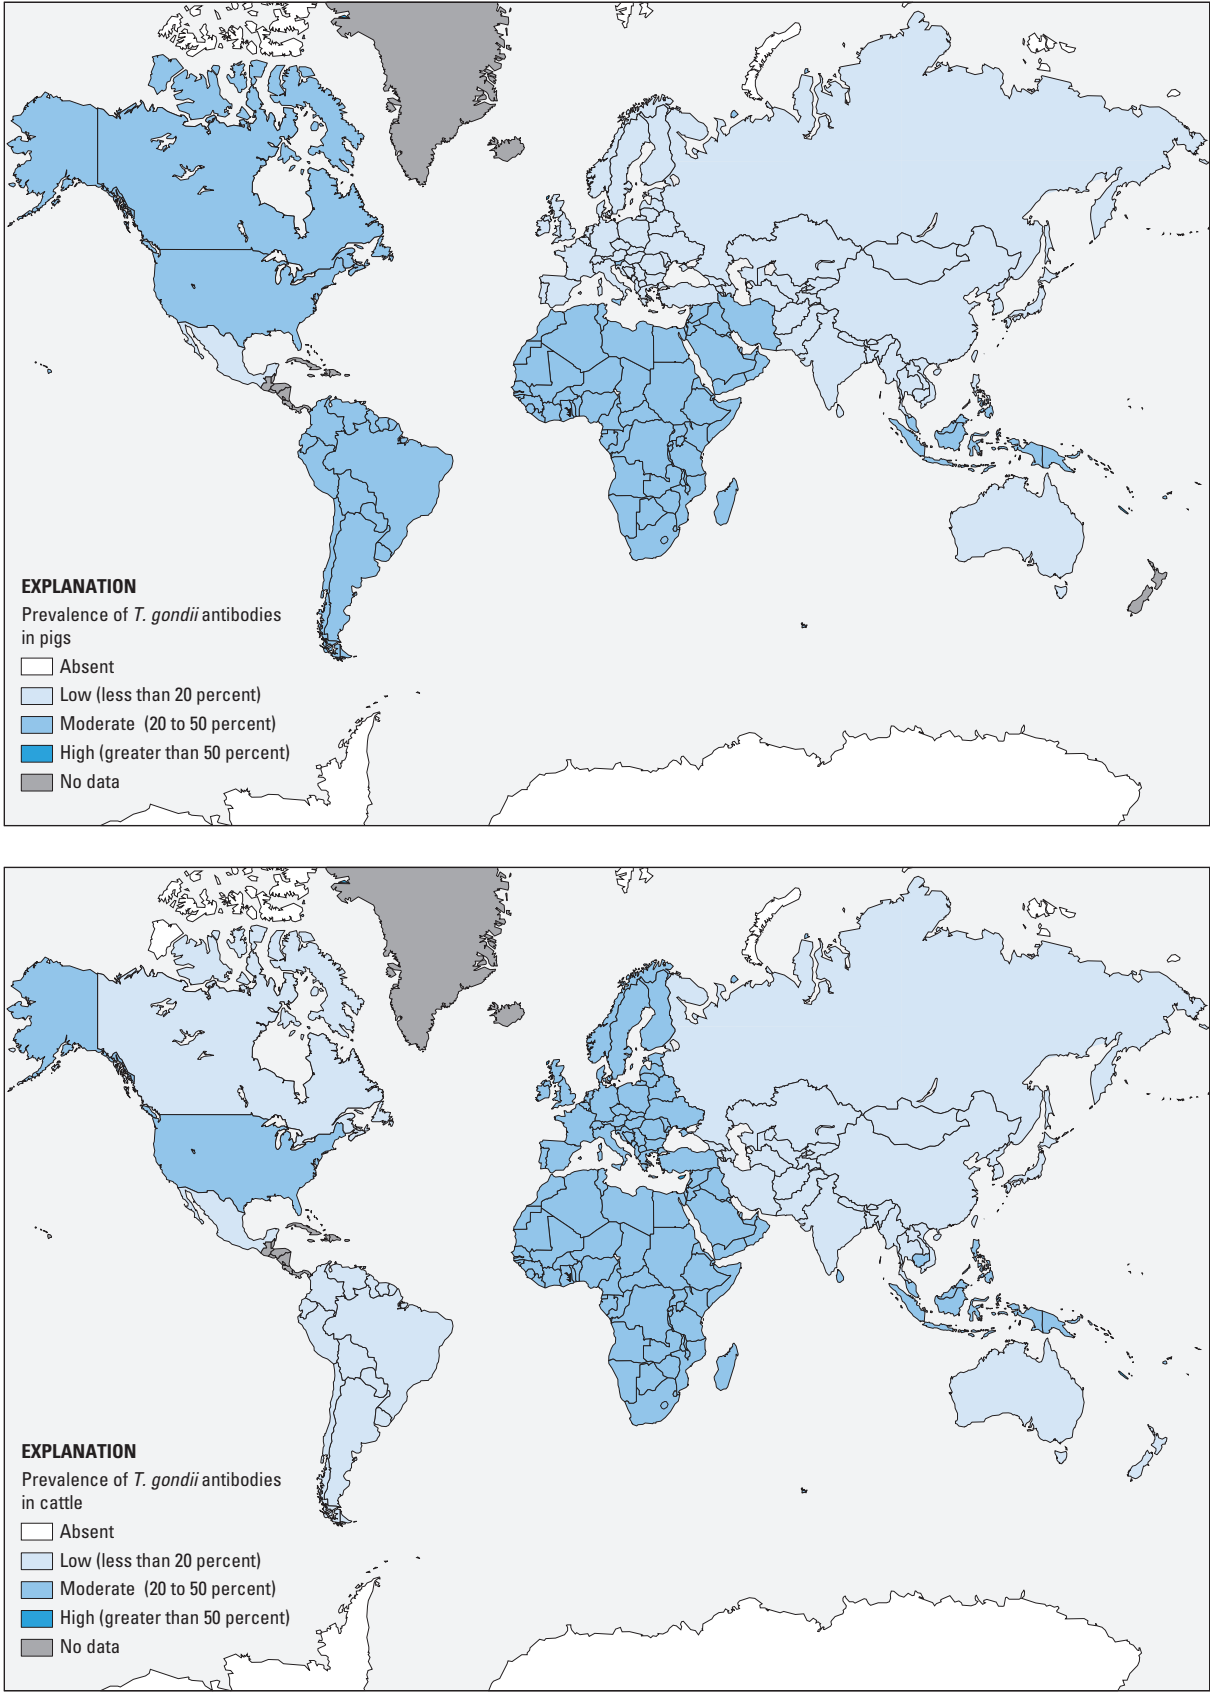 EXPLANATION
Prevalence of T. gondii antibodies
in pigs
Absent
Low (less than 20 percent)
Moderate (20 to 50 percent)
High (greater than 50 percent)
No data
EXPLANATION
Prevalence of T. gondii antibodies
in cattle
Absent
Low (less than 20 percent)
Moderate (20 to 50 percent)
High (greater than 50 percent)
No data